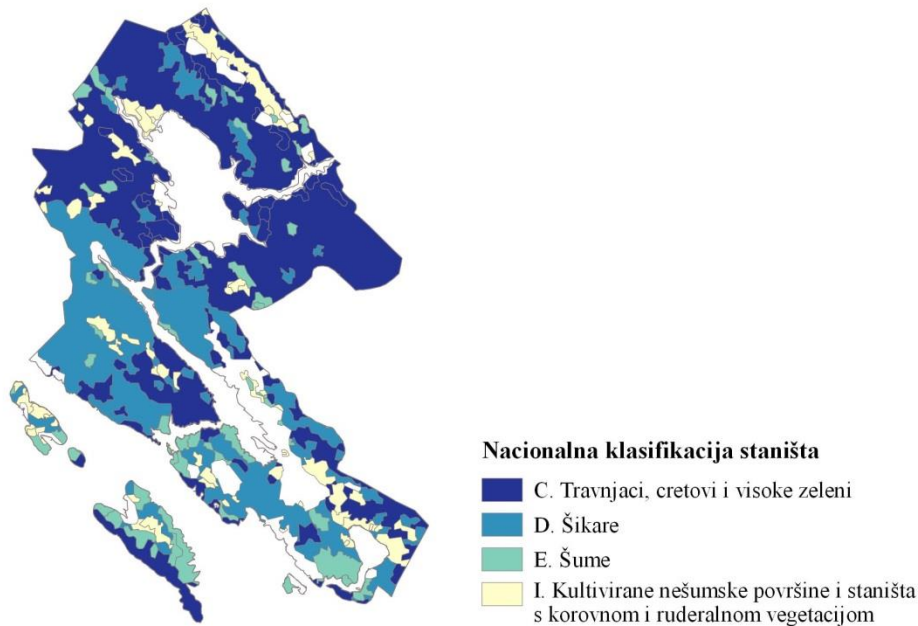 Nacionalna klasifikacija staništa
C. Travnjaci, cretovi i visoke zeleni
D. Šikare
E. Šume
I. Kultivirane nešumske površine i staništa
s korovnom i ruderalnom vegetacijom